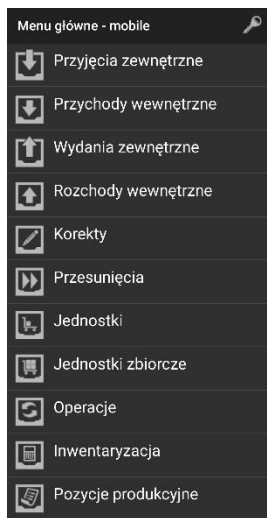 Menu główne - mobile
Przyjęcia zewnętrzne
Przychody wewnętrzne
Wydania zewnętrzne
Rozchody wewnętrzne
Korekty
Przesunięcia
Jednostki
Jednostki zbiorcze
Operacje
Inwentaryzacja
Pozycje produkcyjne